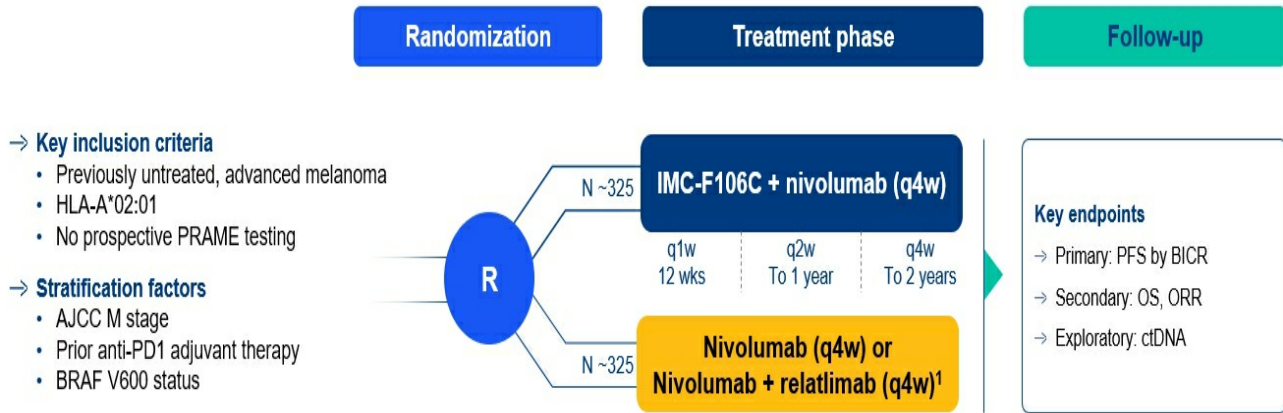 Randomization
Treatment phase
Follow-up
→ Key inclusion criteria
• Previously untreated, advanced melanoma
• HLA-A*02:01
• No prospective PRAME testing
→ Stratification factors
• AJCC M stage
• Prior anti-PD1 adjuvant therapy
• BRAF V600 status
R
N ~325
IMC-F106C + nivolumab (q4w)
q1w
12 wks
q2w
To 1 year
q4w
To 2 years
N ~325
Nivolumab (q4w) or
Nivolumab + relatlimab (q4w)¹
Key endpoints
→ Primary: PFS by BICR
→ Secondary: OS, ORR
→ Exploratory: ctDNA